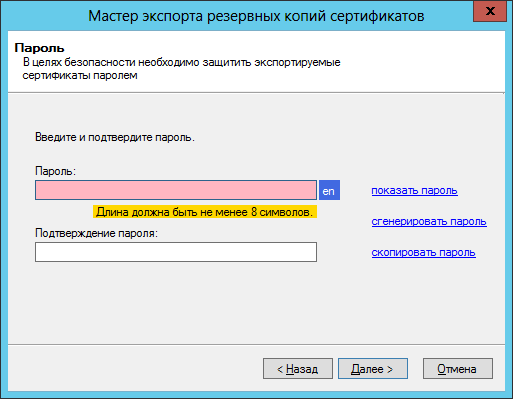 Мастер экспорта резервных копий сертификатов
x
Пароль
В целях безопасности необходимо защитить экспортируемые
сертификаты паролем
Введите и подтвердите пароль.
Пароль:
en
показать пароль
Длина должна быть не менее 8 символов.
сгенерировать пароль
Подтверждение пароля:
скопировать пароль
< Назад
Далее >
Отмена